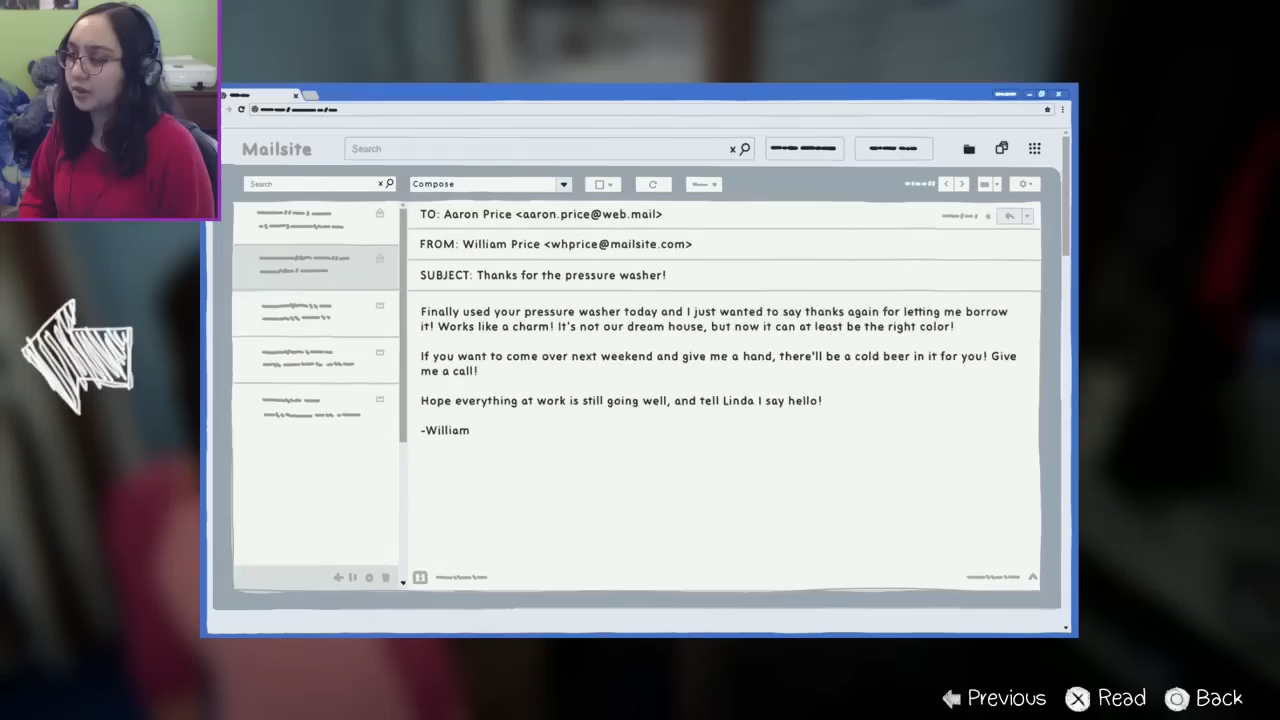 Mailsite
Search x
Search x
Compose
TO: Aaron Price <aaron.price@web.mail>
FROM: William Price <whprice@mailsite.com>
SUBJECT: Thanks for the pressure washer!
Finally used your pressure washer today and I just wanted to say thanks again for letting me borrow
it! Works like a charm! It's not our dream house, but now it can at least be the right color!
If you want to come over next weekend and give me a hand, there'll be a cold beer in it for you! Give
me a call!
Hope everything at work is still going well, and tell Linda I say hello!
-William
Previous Read Back